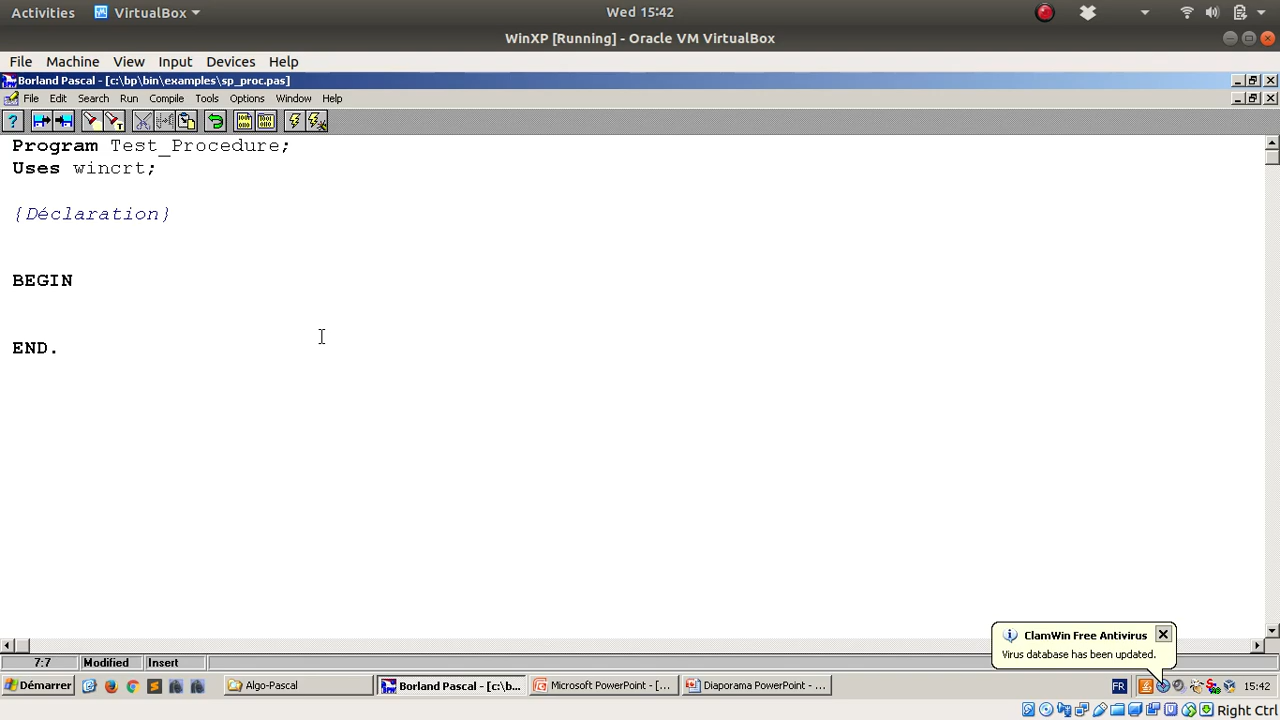 Activities VirtualBox Wed 15:42
WinXP [Running] - Oracle VM VirtualBox
File Machine View Input Devices Help
Borland Pascal - [c:\bp\bin\examples\sp_proc.pas]
File Edit Search Run Compile Tools Options Window Help
Program Test_Procedure;
Uses wincrt;
{Déclaration}
BEGIN
END.
ClamWin Free Antivirus
Virus database has been updated.
7:7 Modified Insert
Démarrer Algo-Pascal Borland Pascal - [c:\b... Microsoft PowerPoint - [... Diaporama PowerPoint - ... FR 15:42
Right Ctrl